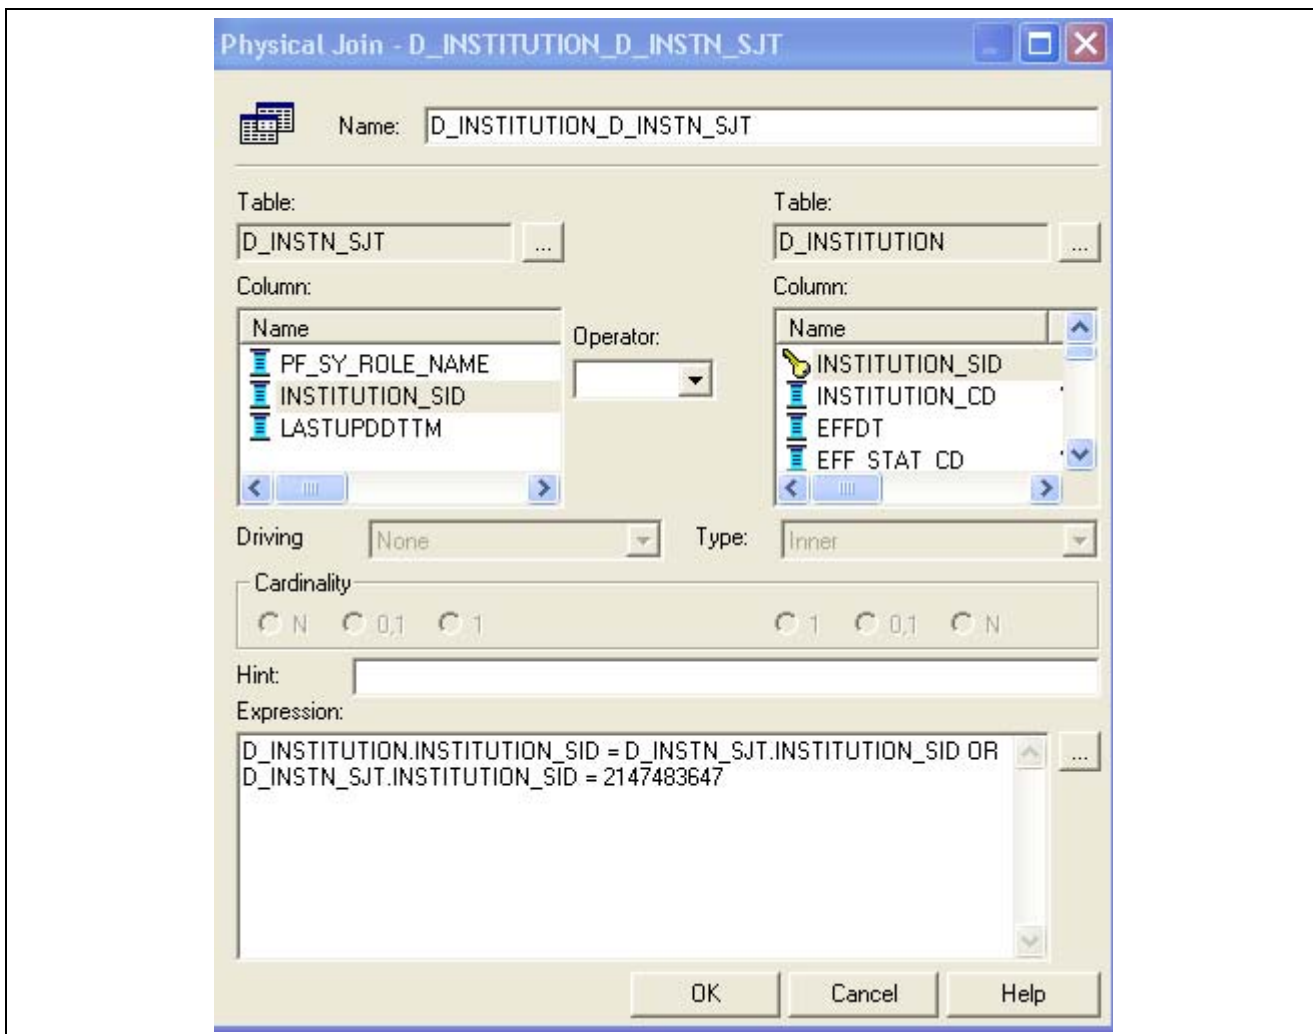 Physical Join - D_INSTITUTION_D_INSTN_SJT
Name: D_INSTITUTION_D_INSTN_SJT
Table: Table:
D_INSTN_SJT ... D_INSTITUTION ...
Column: Column:
Name Operator: Name
PF_SY_ROLE_NAME INSTITUTION_SID
INSTITUTION_SID INSTITUTION_CD
LASTUPDDTTM EFFDT
EFF_STAT_CD
Driving None Type: Inner
Cardinality
N 0,1 1 1 0,1 N
Hint:
Expression:
D_INSTITUTION.INSTITUTION_SID = D_INSTN_SJT.INSTITUTION_SID OR ...
D_INSTN_SJT.INSTITUTION_SID = 2147483647
OK Cancel Help